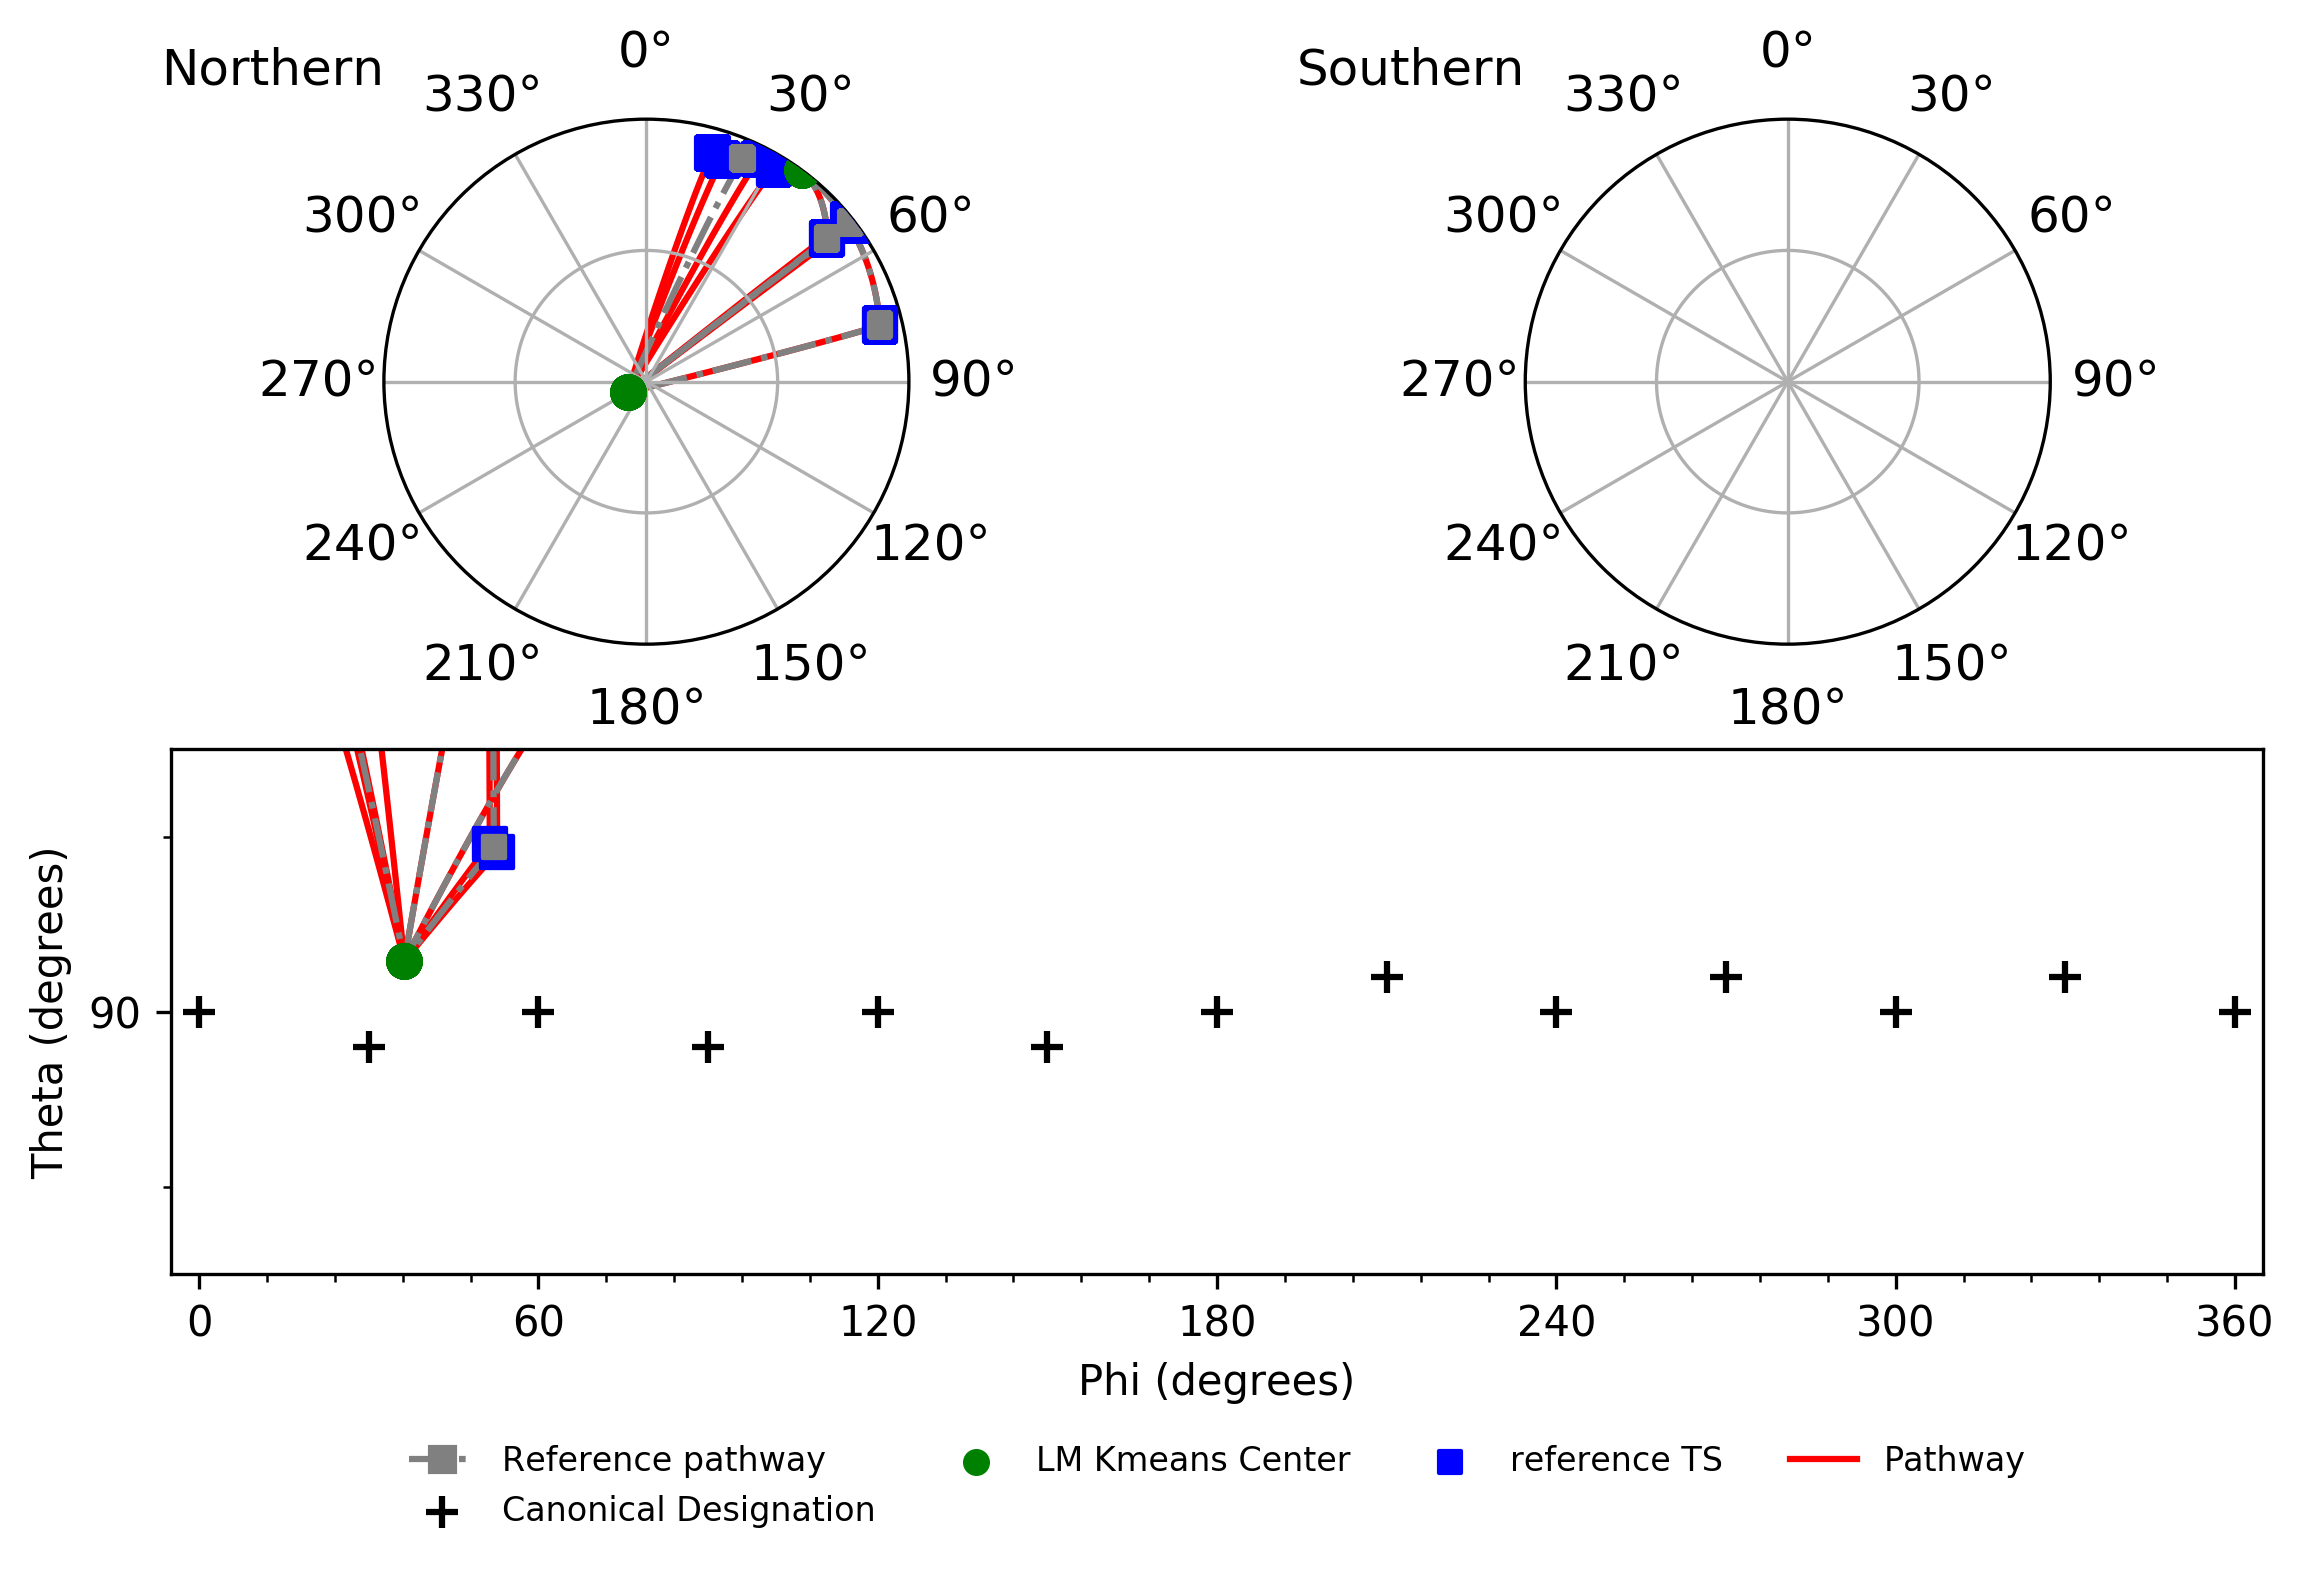 Northern
0°
330°
30°
300°
60°
270°
90°
240°
120°
210°
150°
180°
Southern
0°
330°
30°
300°
60°
270°
90°
240°
120°
210°
150°
180°
Theta (degrees)
90
0 60 120 180 240 300 360
Phi (degrees)
Reference pathway
Canonical Designation
LM Kmeans Center
reference TS
Pathway